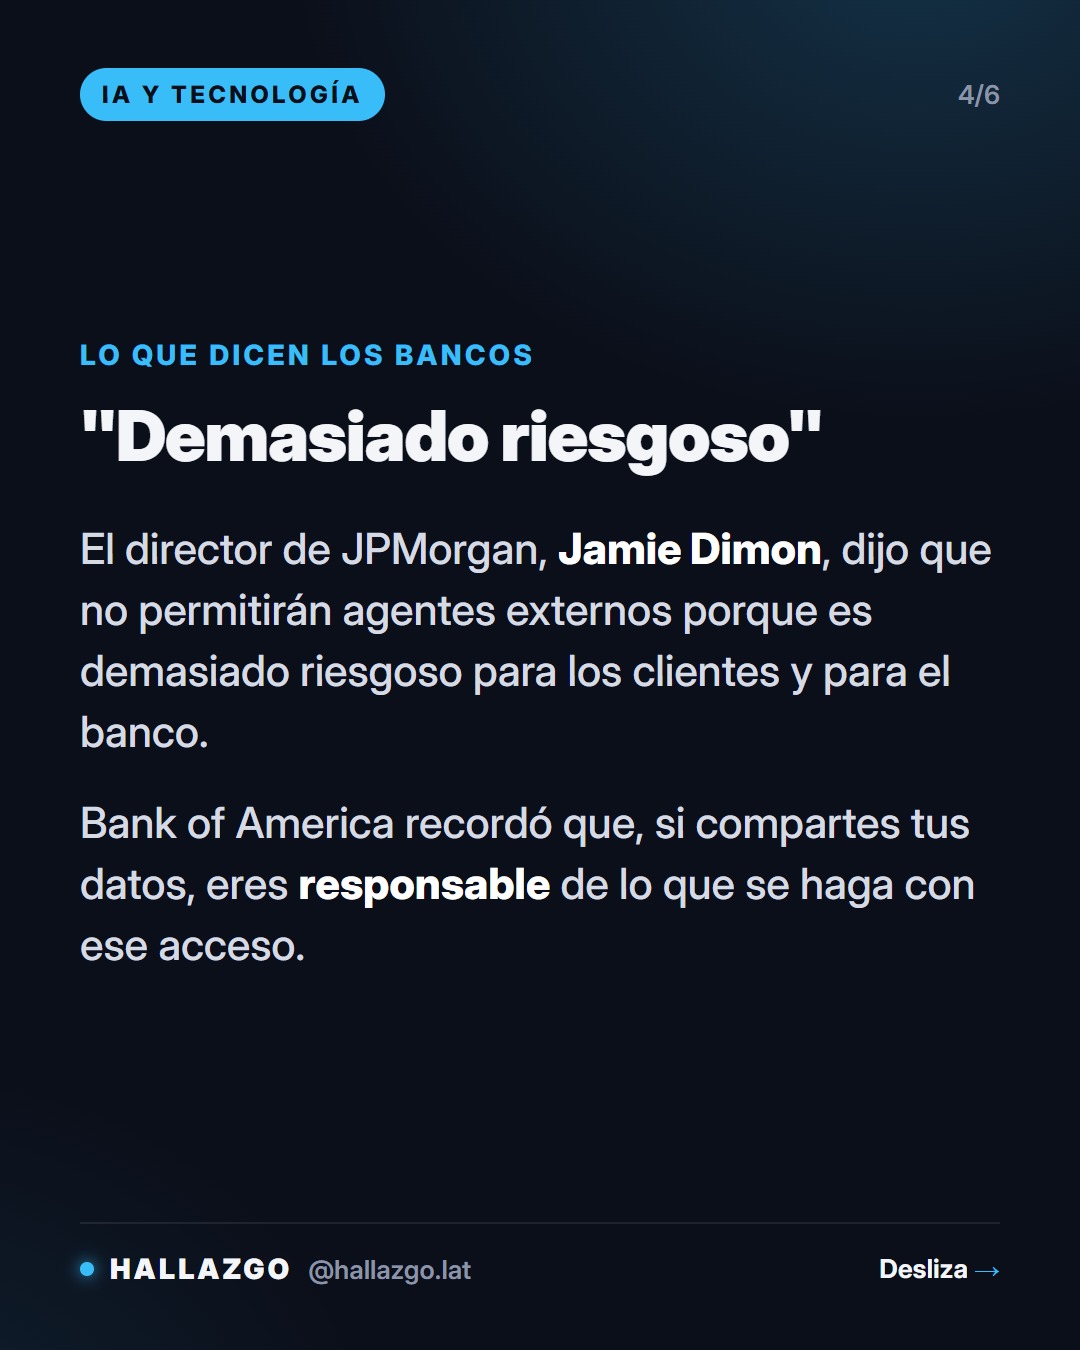 IA Y TECNOLOGÍA
4/6
LO QUE DICEN LOS BANCOS
"Demasiado riesgoso"
El director de JPMorgan, Jamie Dimon, dijo que
no permitirán agentes externos porque es
demasiado riesgoso para los clientes y para el
banco.
Bank of America recordó que, si compartes tus
datos, eres responsable de lo que se haga con
ese acceso.
HALLAZGO @hallazgo.lat
Desliza →